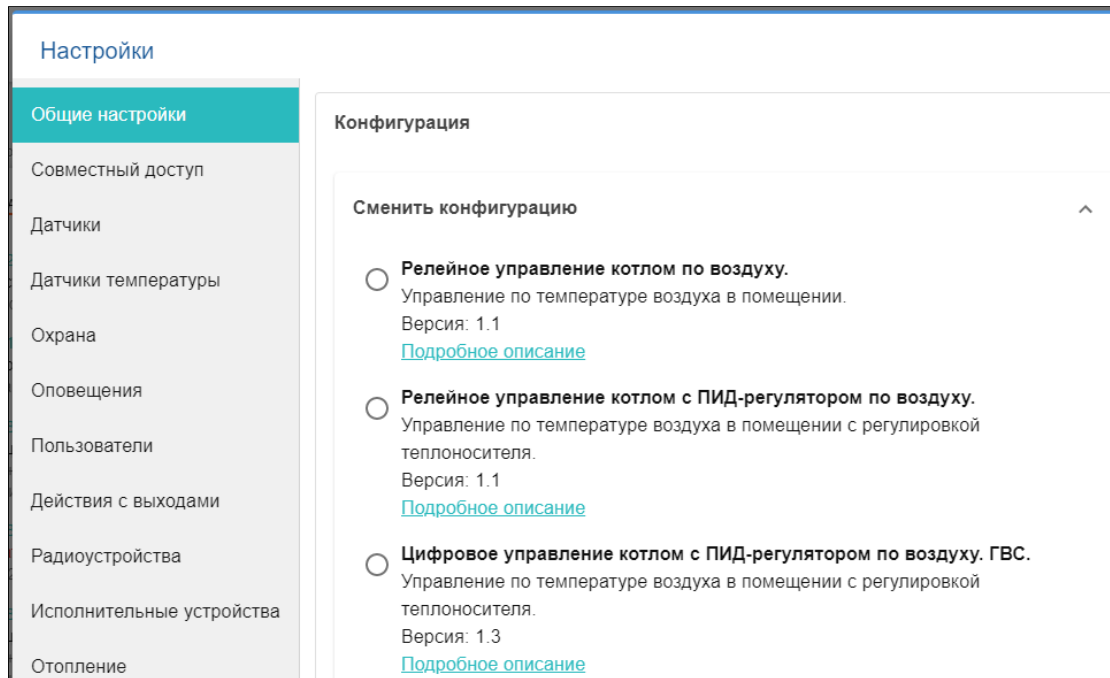 Настройки
Общие настройки
Совместный доступ
Датчики
Датчики температуры
Охрана
Оповещения
Пользователи
Действия с выходами
Радиоустройства
Исполнительные устройства
Отопление
Конфигурация
Сменить конфигурацию
Релейное управление котлом по воздуху.
Управление по температуре воздуха в помещении.
Версия: 1.1
Подробное описание
Релейное управление котлом с ПИД-регулятором по воздуху.
Управление по температуре воздуха в помещении с регулировкой
теплоносителя.
Версия: 1.1
Подробное описание
Цифровое управление котлом с ПИД-регулятором по воздуху. ГВС.
Управление по температуре воздуха в помещении с регулировкой
теплоносителя.
Версия: 1.3
Подробное описание